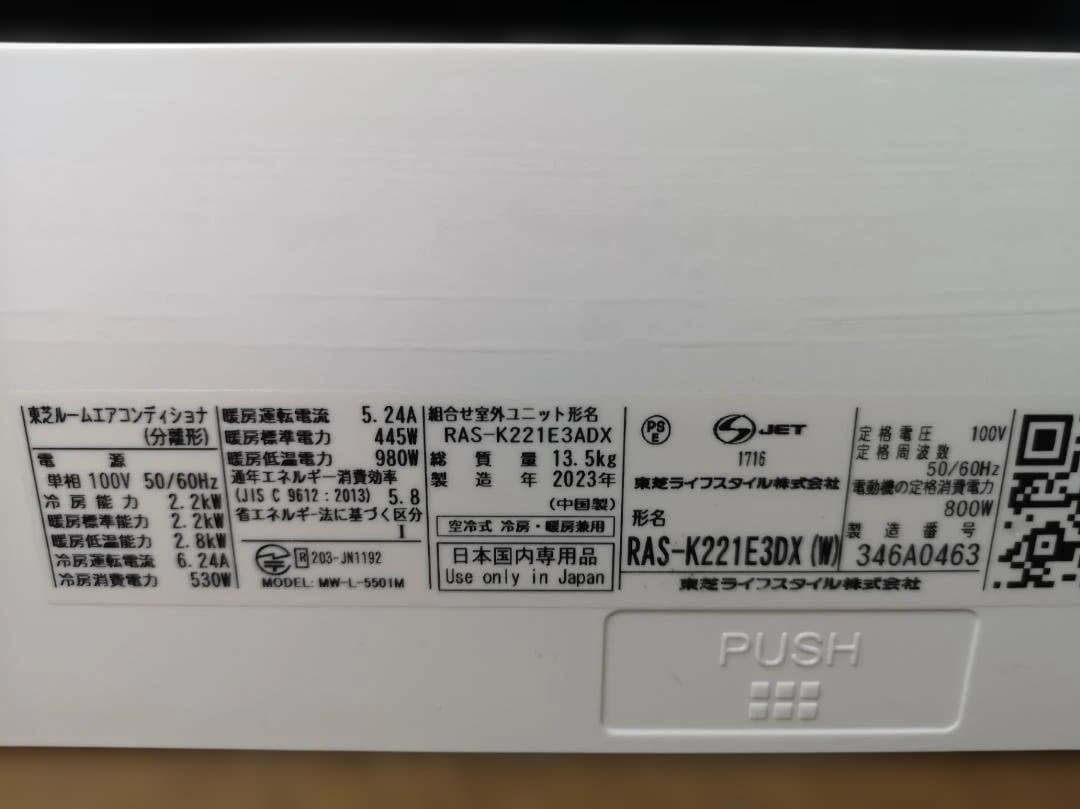 東芝ルームエアコンディショナ
(分離形)
電 源
単相 100V 50/60Hz
冷房能力 2.2kW
暖房標準能力 2.2kW
暖房低温能力 2.8kW
冷房運転電流 6.24A
冷房消費電力 530W
暖房運転電流 5.24A
暖房標準電力 445W
暖房低温電力 980W
通年エネルギー消費効率
(JIS C 9612:2013) 5.8
省エネルギー法に基づく区分
I
R 203-JN1192
MODEL: MW-L-5501M
組合せ室外ユニット形名
RAS-K221E3ADX
総質量 13.5kg
製造年 2023年
(中国製)
空冷式 冷房・暖房兼用
日本国内専用品
Use only in Japan
PS
E
JET
1716
東芝ライフスタイル株式会社
形名
RAS-K221E3DX (W)
東芝ライフスタイル株式会社
定格電圧 100V
定格周波数
50/60Hz
電動機の定格消費電力
800W
製造番号
346A0463
PUSH